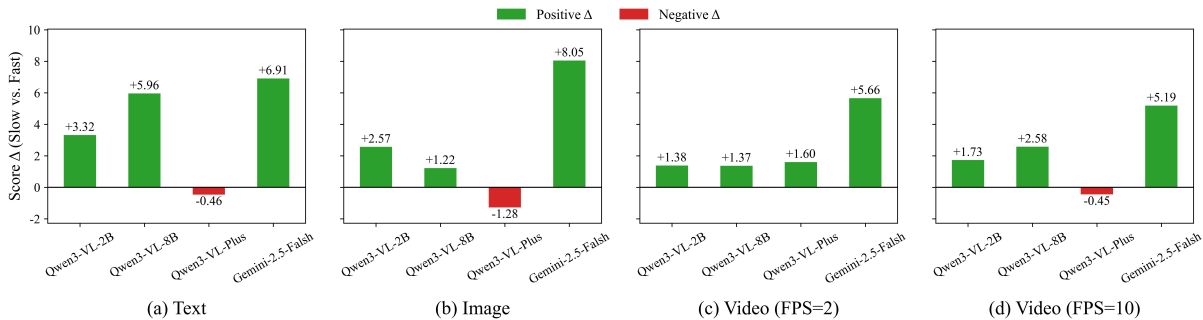 Positive Δ Negative Δ
Score Δ (Slow vs. Fast)
10
8
6
4
2
0
-2
+3.32
+5.96
-0.46
+6.91
Qwen3-VL-2B
Qwen3-VL-8B
Qwen3-VL-Plus
Gemini-2.5-Falsh
(a) Text
+2.57
+1.22
-1.28
+8.05
Qwen3-VL-2B
Qwen3-VL-8B
Qwen3-VL-Plus
Gemini-2.5-Falsh
(b) Image
+1.38
+1.37
+1.60
+5.66
Qwen3-VL-2B
Qwen3-VL-8B
Qwen3-VL-Plus
Gemini-2.5-Falsh
(c) Video (FPS=2)
+1.73
+2.58
-0.45
+5.19
Qwen3-VL-2B
Qwen3-VL-8B
Qwen3-VL-Plus
Gemini-2.5-Falsh
(d) Video (FPS=10)